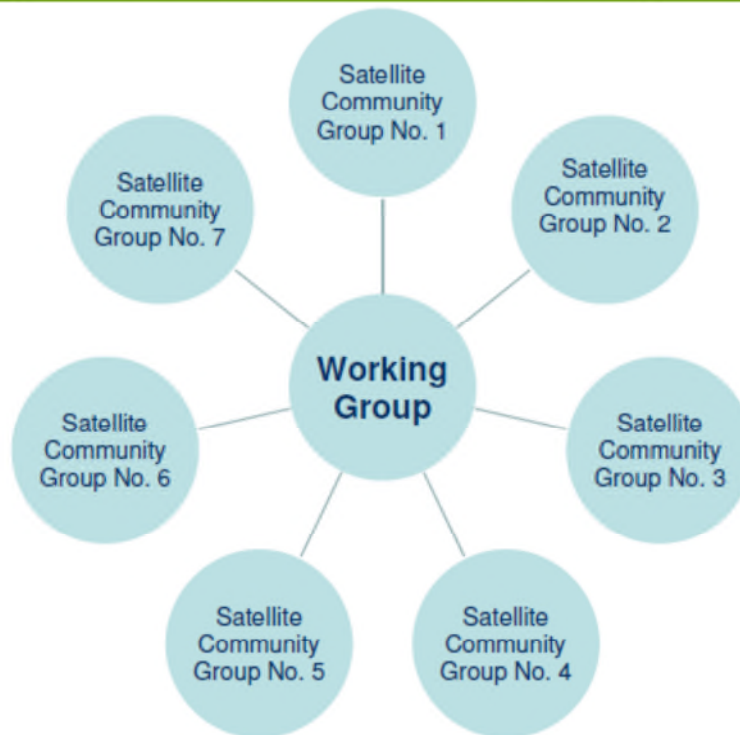 Satellite
Community
Group No. 1
Satellite
Community
Group No. 2
Satellite
Community
Group No. 7
Working
Group
Satellite
Community
Group No. 3
Satellite
Community
Group No. 6
Satellite
Community
Group No. 4
Satellite
Community
Group No. 5